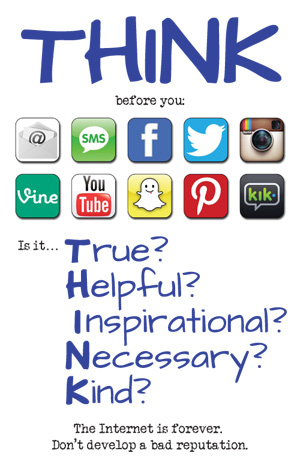 THINK
before you:
@ SMS f
Vine You Tube kik·
Is it... True?
Helpful?
Inspirational?
Necessary?
Kind?
The Internet is forever.
Don't develop a bad reputation.